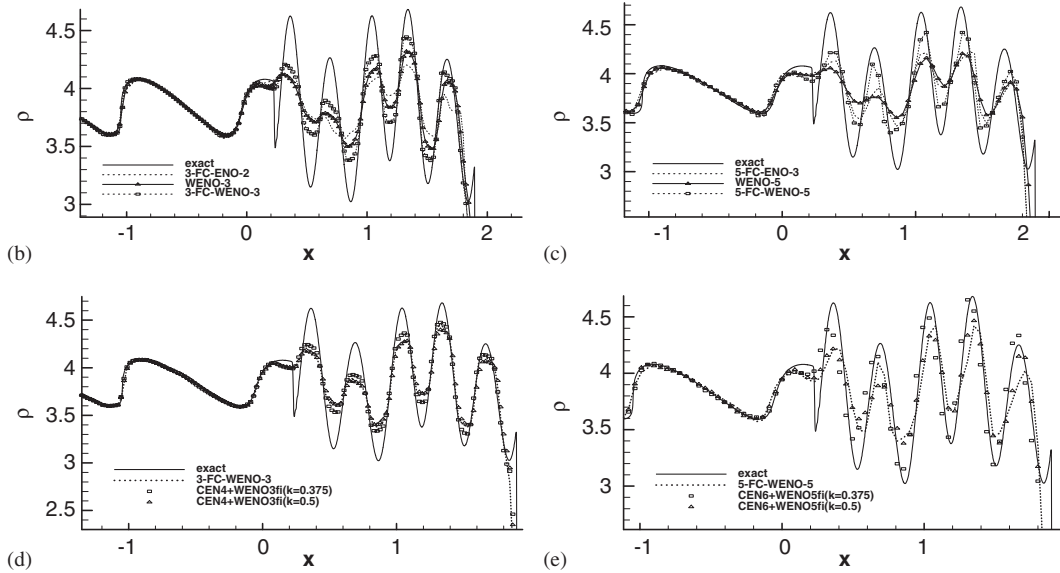 4.5
4
3.5
3
ρ
exact
3-FC-ENO-2
WENO-3
3-FC-WENO-3
-1
0
1
2
x
(b)
4.5
4
3.5
3
ρ
exact
5-FC-ENO-3
WENO-5
5-FC-WENO-5
-1
0
1
2
x
(c)
4.5
4
3.5
3
2.5
ρ
exact
3-FC-WENO-3
CEN4+WENO3fi(k=0.375)
CEN4+WENO3fi(k=0.5)
-1
0
1
x
(d)
4.5
4
3.5
3
ρ
exact
5-FC-WENO-5
CEN6+WENO5fi(k=0.375)
CEN6+WENO5fi(k=0.5)
-1
0
1
2
x
(e)